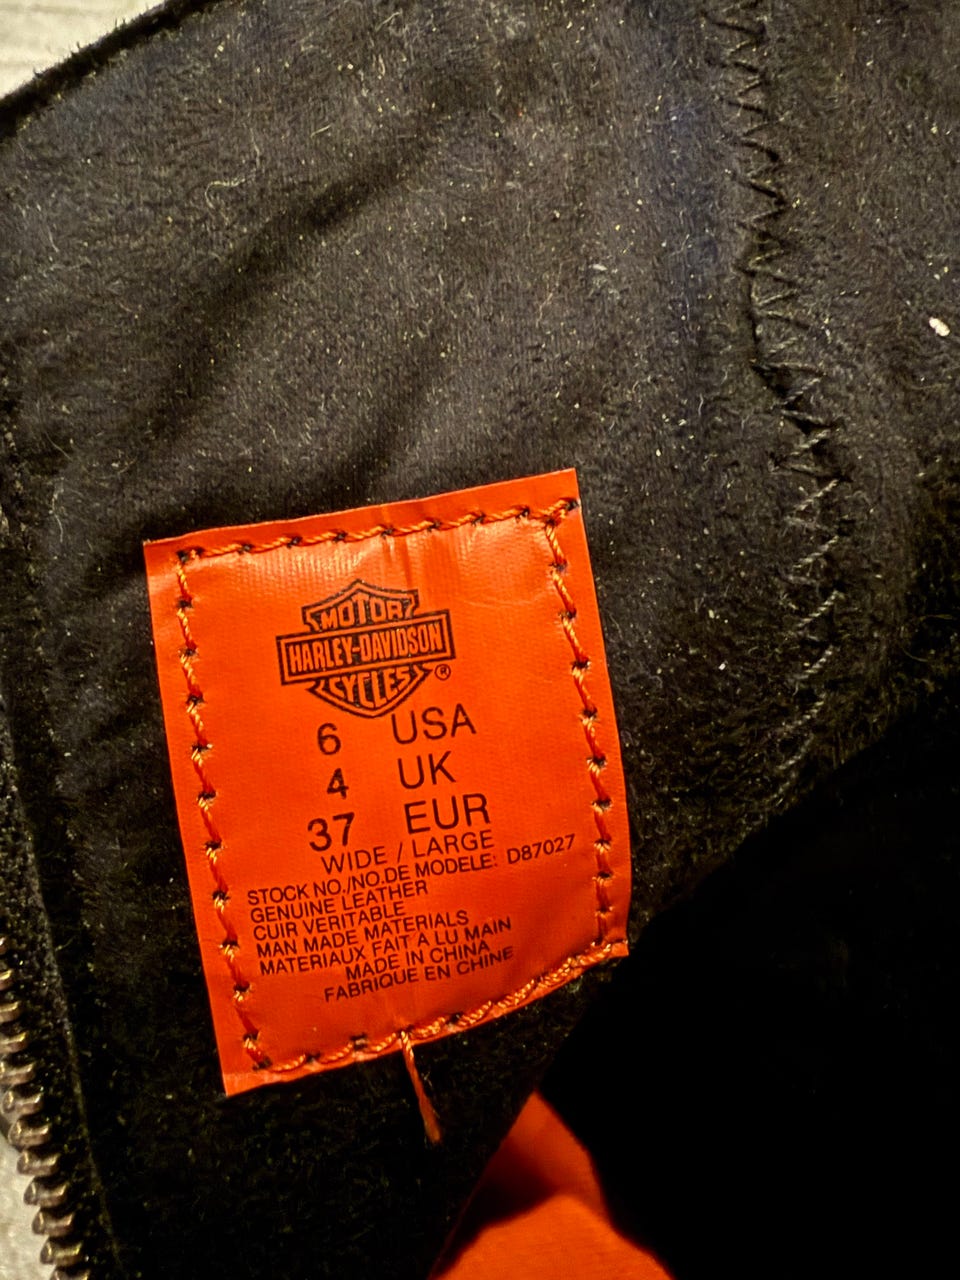 MOTOR
HARLEY-DAVIDSON
CYCLES ®
6 USA
4 UK
37 EUR
WIDE / LARGE
STOCK NO./NO.DE MODELE: D87027
GENUINE LEATHER
CUIR VERITABLE
MAN MADE MATERIALS
MATERIAUX FAIT A LU MAIN
MADE IN CHINA
FABRIQUE EN CHINE